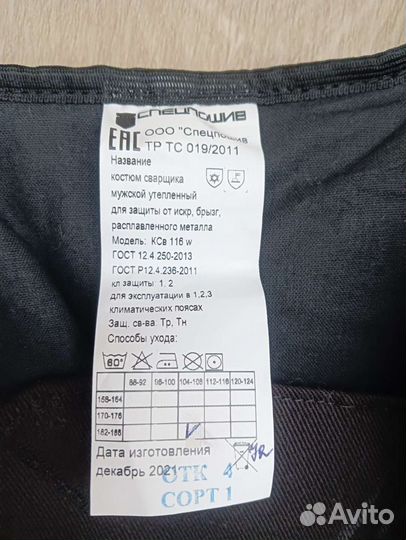 СПЕЦПОШИВ
EAC ООО "Спецпошив
ТР ТС 019/2011
Название
костюм сварщика
мужской утепленный
для защиты от искр, брызг,
расплавленного металла
Модель: КСв 116 w
ГОСТ 12.4.250-2013
ГОСТ Р12.4.236-2011
кл защиты 1, 2
для эксплуатации в 1,2,3
климатических поясах
Защ. св-ва. Тр, Тн
Способы ухода:
60°
88-92 96-100 104-108 112-116 120-124
158-164
170-176
182-188 V
Дата изготовления
декабрь 2021
ОТК 4
СОРТ 1
Avito